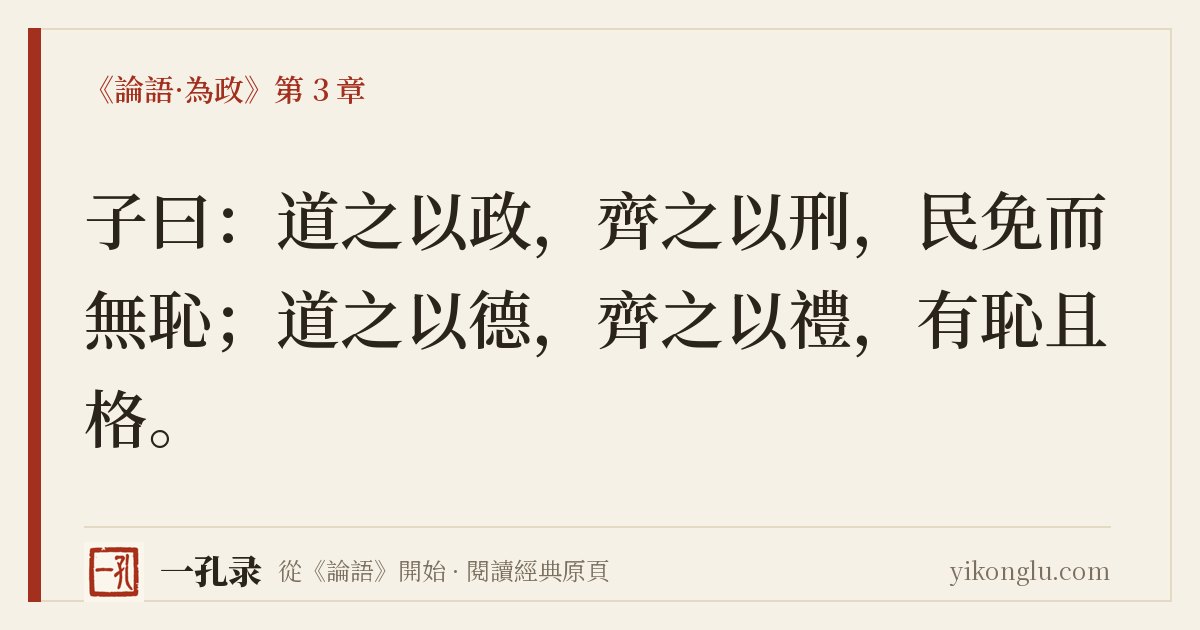 《論語·為政》第 3 章
子曰：道之以政，齊之以刑，民免而
無恥；道之以德，齊之以禮，有恥且
格。
一孔
一孔录 從《論語》開始 · 閱讀經典原頁
yikonglu.com